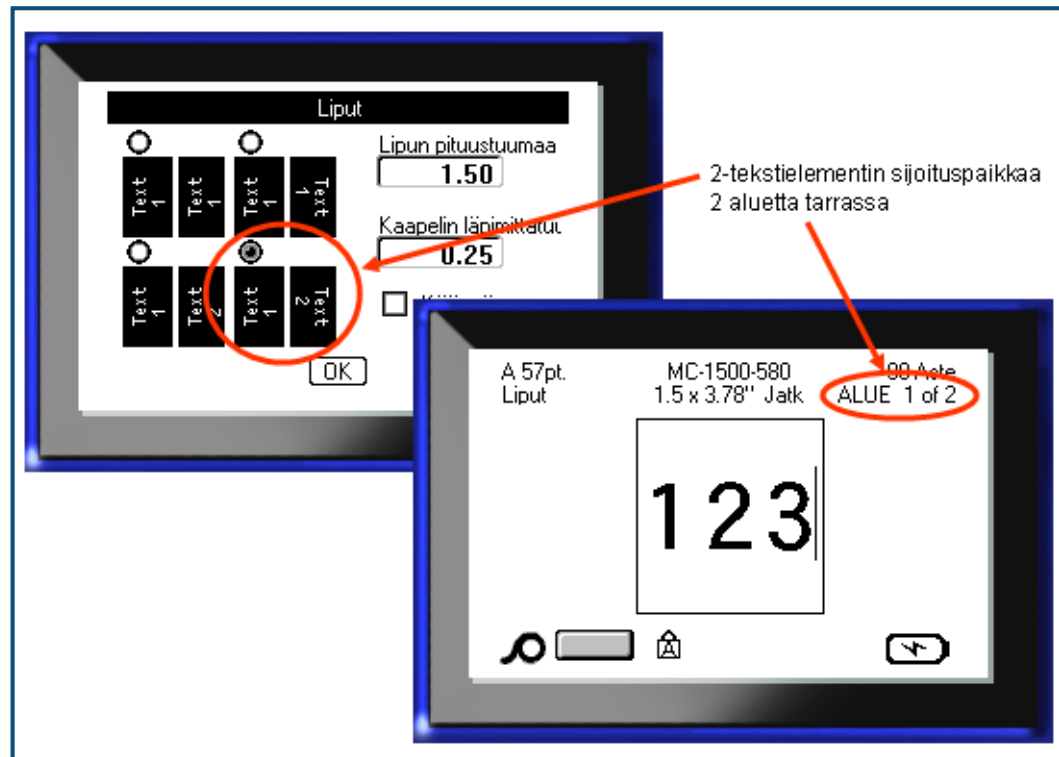 Liput
Lipun pituustuumaa
1.50
Text 1
Text 1
Text 1
Text 1
Kaapelin läpimittatuu
0.25
Text 1
Text 2
Text 1
Text 2
OK
2-tekstielementin sijoituspaikkaa
2 aluetta tarrassa
A 57pt.
MC-1500-580
Aste
Liput
1.5 x 3.78" Jatk
ALUE 1 of 2
123
A